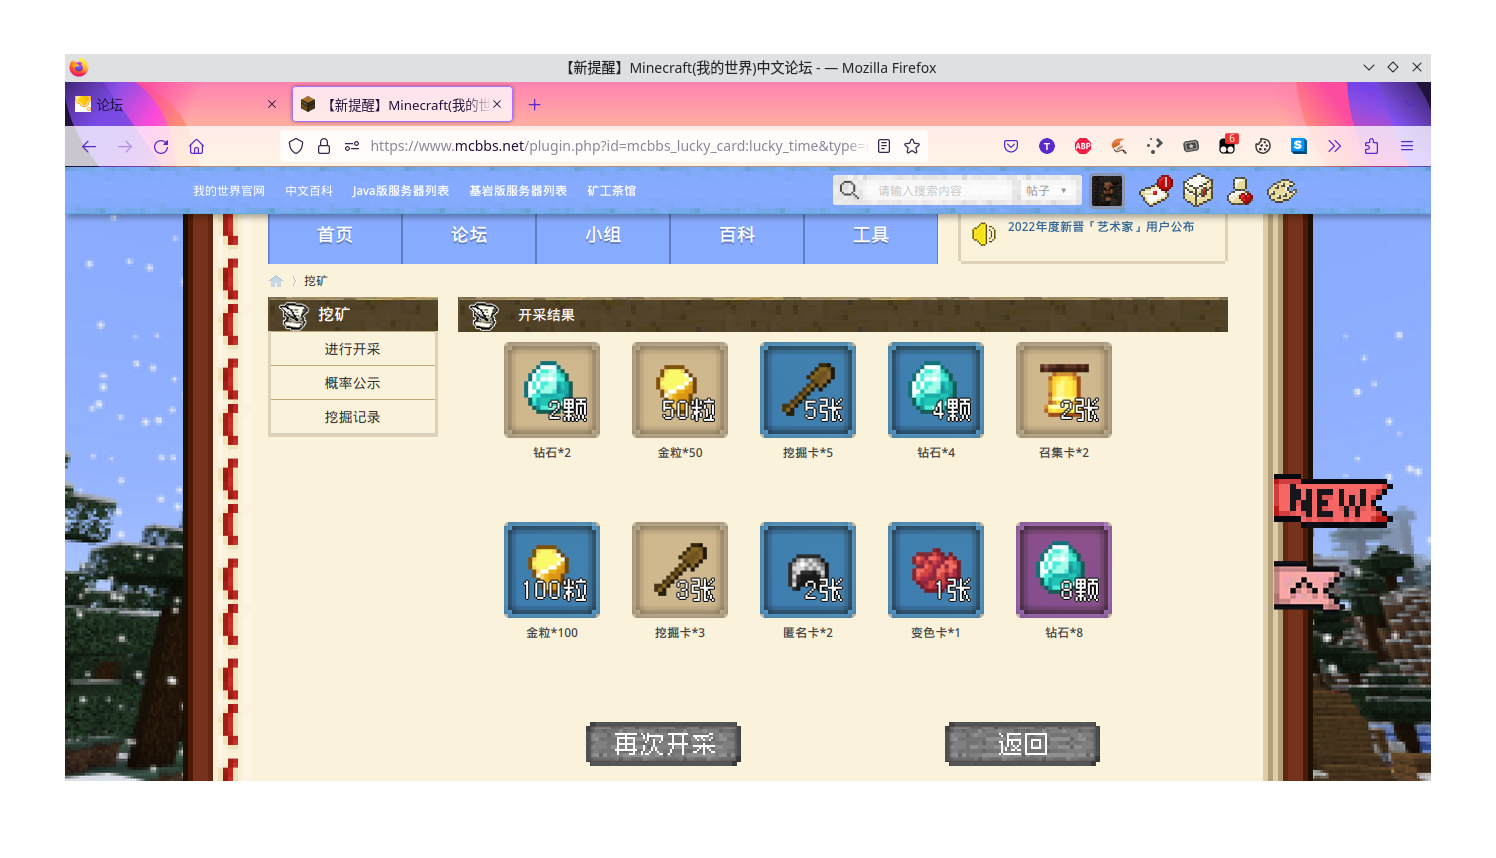 【新提醒】Minecraft(我的世界)中文论坛 - — Mozilla Firefox
论坛
【新提醒】Minecraft(我的世
https://www.mcbbs.net/plugin.php?id=mcbbs_lucky_card:lucky_time&type=
T
ABP
6
S
我的世界官网 中文百科 Java版服务器列表 基岩版服务器列表 矿工茶馆
请输入搜索内容 帖子
首页 论坛 小组 百科 工具
2022年度新晋「艺术家」用户公布
挖矿
挖矿
进行开采
概率公示
挖掘记录
开采结果
2颗 50粒 5张 4颗 2张
钻石*2 金粒*50 挖掘卡*5 钻石*4 召集卡*2
100粒 3张 2张 1张 8颗
金粒*100 挖掘卡*3 匿名卡*2 变色卡*1 钻石*8
再次开采 返回
NEW